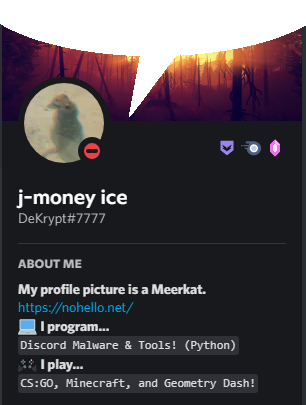 j-money ice
DeKrypt#7777
ABOUT ME
My profile picture is a Meerkat.
https://nohello.net/
💻 I program...
Discord Malware & Tools! (Python)
🎮 I play...
CS:GO, Minecraft, and Geometry Dash!